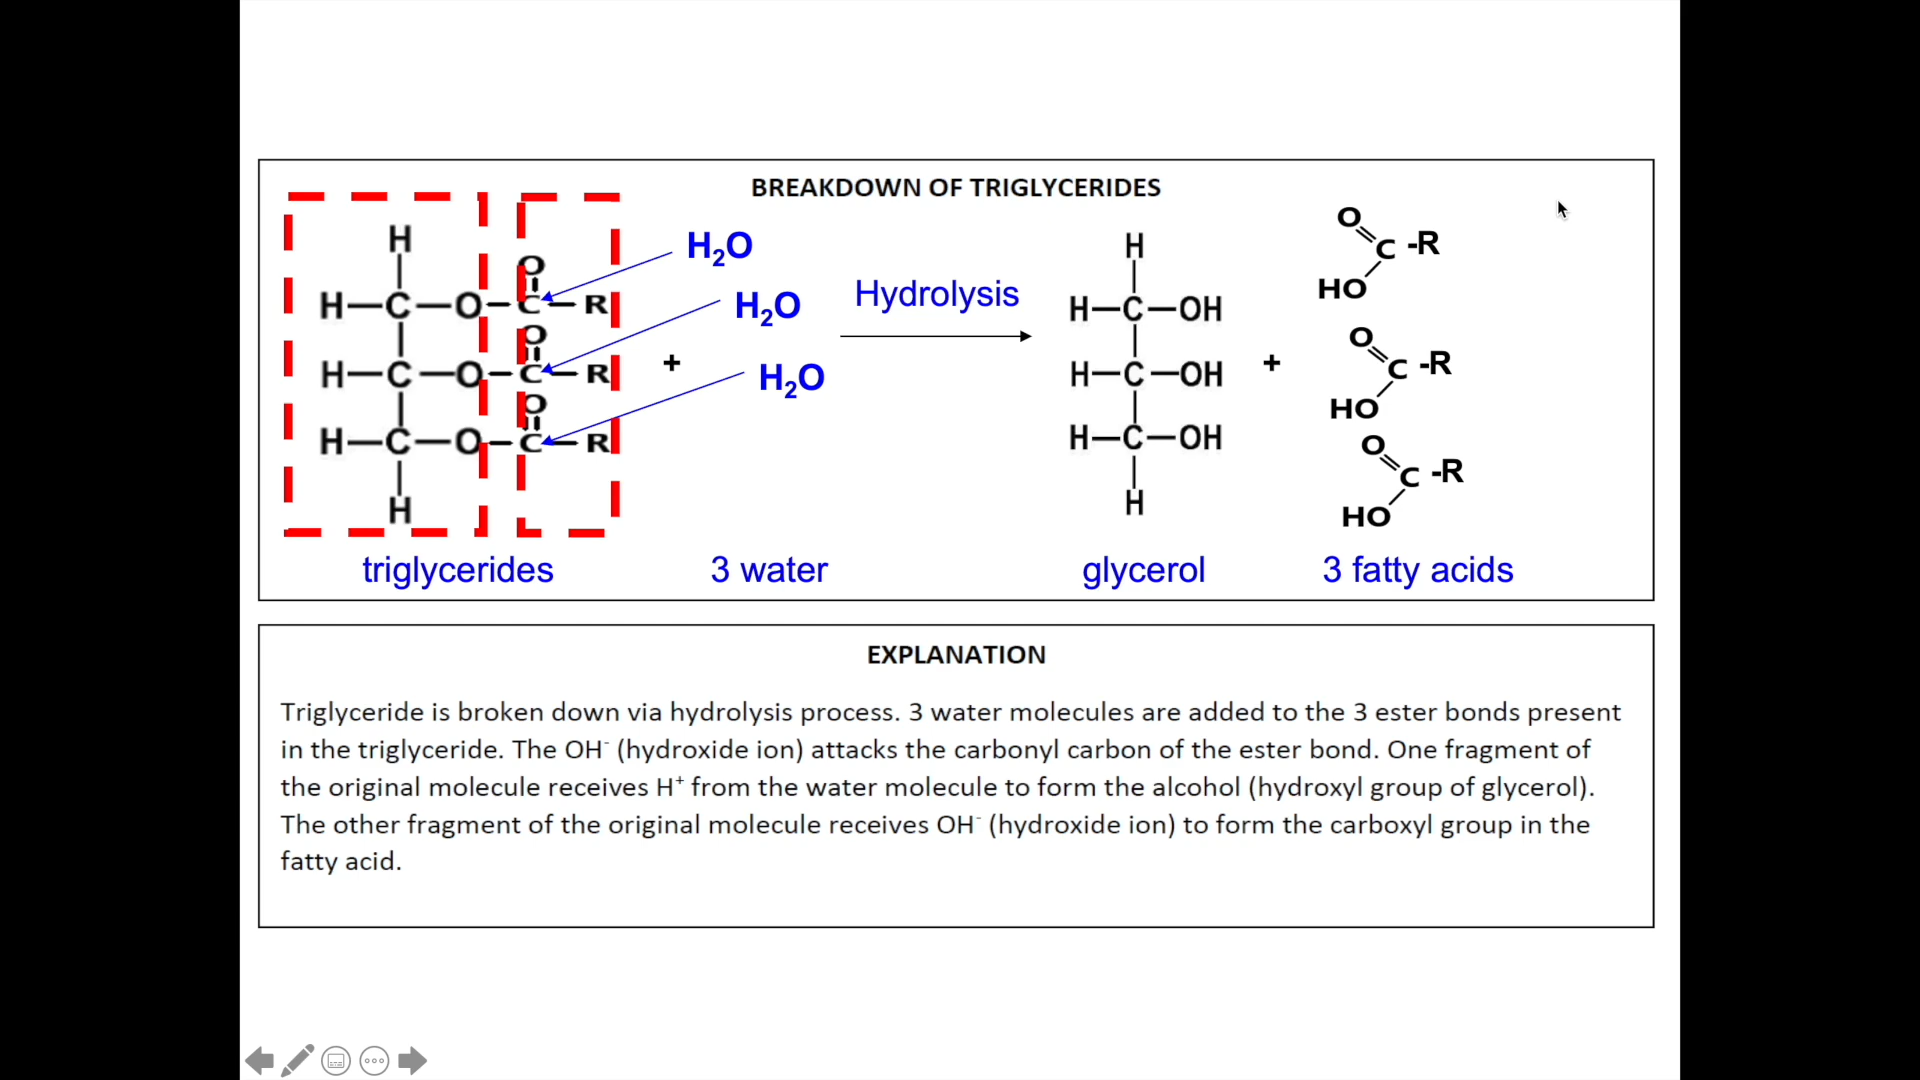 BREAKDOWN OF TRIGLYCERIDES
H
H—C—O—C—R
O
H—C—O—C—R
O
H—C—O—C—R
O
H
+
H₂O
H₂O
H₂O
Hydrolysis
H
H—C—OH
H—C—OH
H—C—OH
H
+
O
C -R
HO
O
C -R
HO
O
C -R
HO
triglycerides
3 water
glycerol
3 fatty acids
EXPLANATION
Triglyceride is broken down via hydrolysis process. 3 water molecules are added to the 3 ester bonds present
in the triglyceride. The OH⁻ (hydroxide ion) attacks the carbonyl carbon of the ester bond. One fragment of
the original molecule receives H⁺ from the water molecule to form the alcohol (hydroxyl group of glycerol).
The other fragment of the original molecule receives OH⁻ (hydroxide ion) to form the carboxyl group in the
fatty acid.